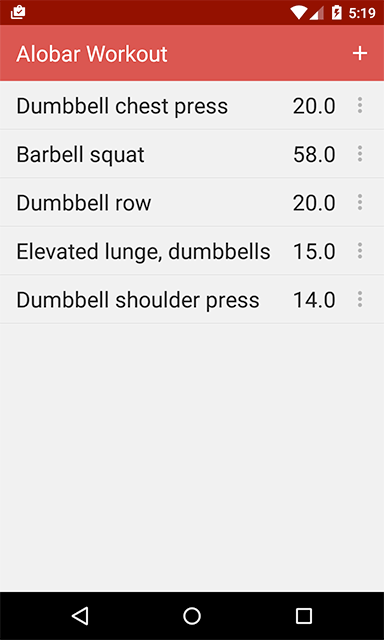 5:19
Alobar Workout +
Dumbbell chest press 20.0
Barbell squat 58.0
Dumbbell row 20.0
Elevated lunge, dumbbells 15.0
Dumbbell shoulder press 14.0